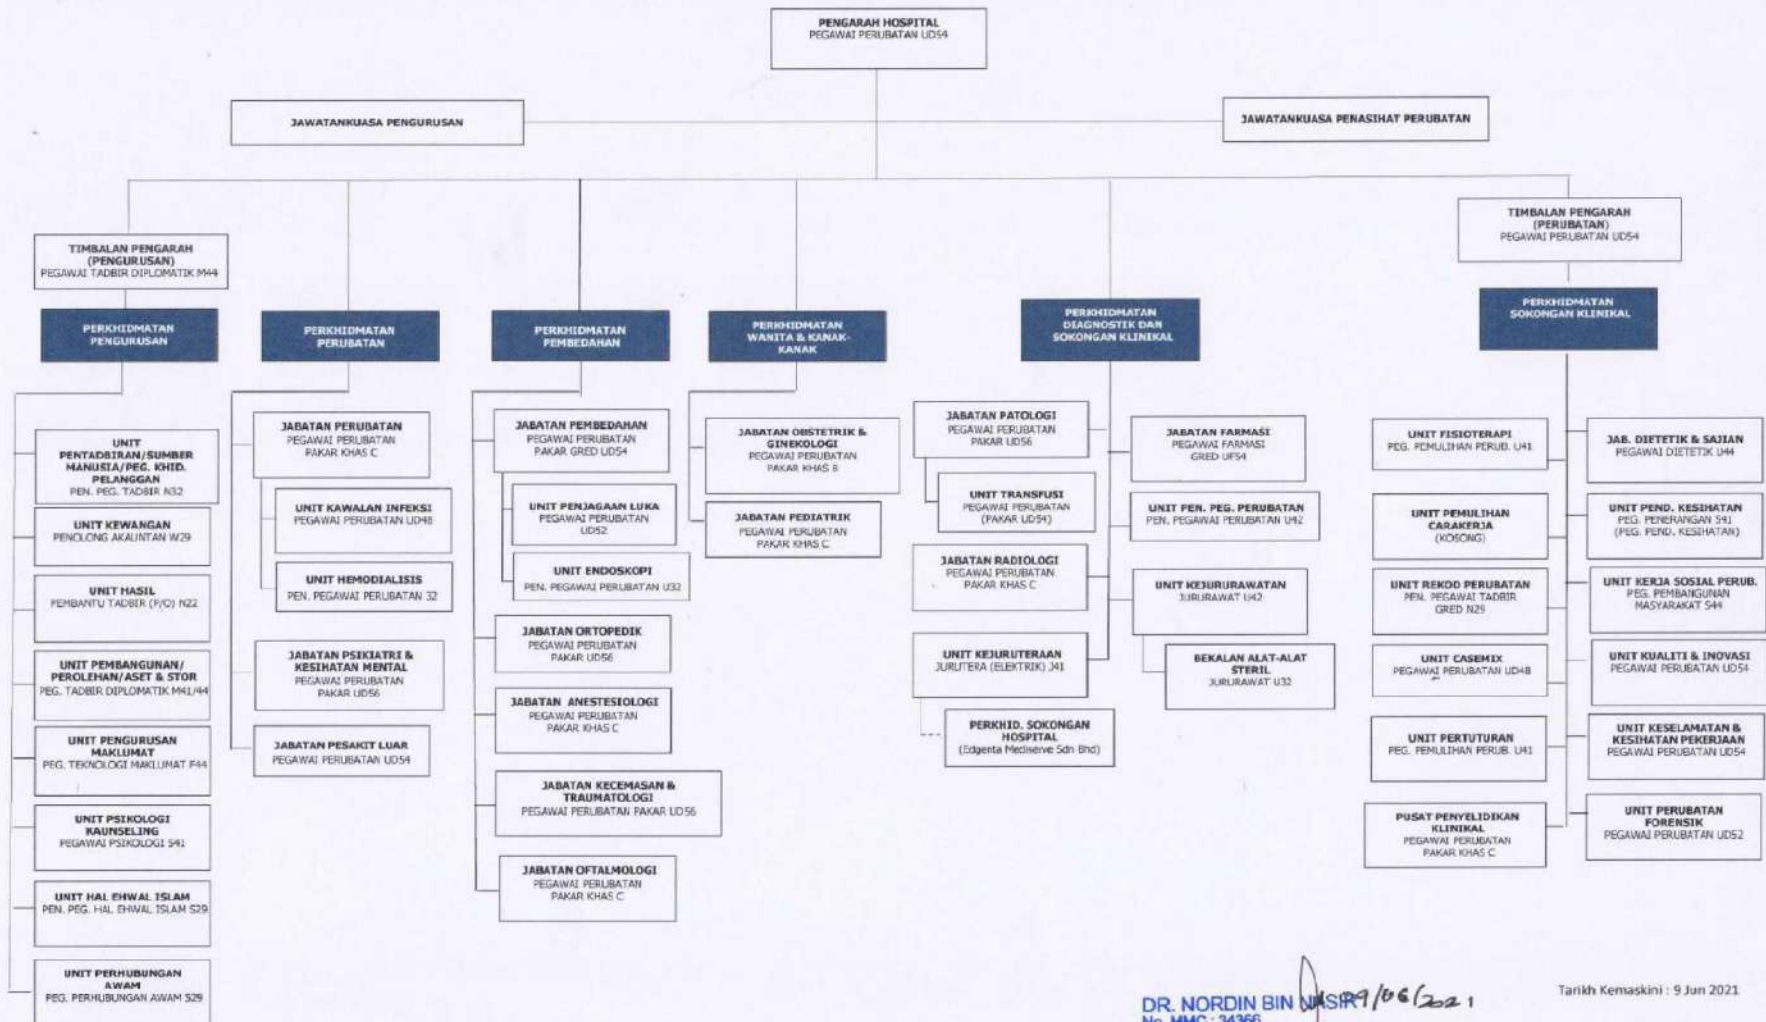 PENGARAH HOSPITAL
PEGAWAI PERUBATAN UD54
JAWATANKUASA PENGURUSAN
JAWATANKUASA PENASIHAT PERUBATAN
TIMBALAN PENGARAH
(PENGURUSAN)
PEGAWAI TADBIR DIPLOMATIK M44
TIMBALAN PENGARAH
(PERUBATAN)
PEGAWAI PERUBATAN UD54
PERKHIDMATAN
PENGURUSAN
UNIT
PENTADBIRAN/SUMBER
MANUSIA/PEG. KHID.
PELANGGAN
PEN. PEG. TADBIR N32
UNIT KEWANGAN
PENOLONG AKAUNTAN W29
UNIT HASIL
PEMBANTU TADBIR (P/O) N22
UNIT PEMBANGUNAN/
PEROLEHAN/ASET & STOR
PEG. TADBIR DIPLOMATIK M41/44
UNIT PENGURUSAN
MAKLUMAT
PEG. TEKNOLOGI MAKLUMAT F44
UNIT PSIKOLOGI
KAUNSELING
PEGAWAI PSIKOLOGI S41
UNIT HAL EHWAL ISLAM
PEN. PEG. HAL EHWAL ISLAM S29
UNIT PERHUBUNGAN
AWAM
PEG. PERHUBUNGAN AWAM S29
PERKHIDMATAN
PERUBATAN
JABATAN PERUBATAN
PEGAWAI PERUBATAN
PAKAR KHAS C
UNIT KAWALAN INFEKSI
PEGAWAI PERUBATAN UD48
UNIT HEMODIALISIS
PEN. PEGAWAI PERUBATAN 32
JABATAN PSIKIATRI &
KESIHATAN MENTAL
PEGAWAI PERUBATAN
PAKAR UD56
JABATAN PESAKIT LUAR
PEGAWAI PERUBATAN UD54
PERKHIDMATAN
PEMBEDAHAN
JABATAN PEMBEDAHAN
PEGAWAI PERUBATAN
PAKAR GRED UD54
UNIT PENJAGAAN LUKA
PEGAWAI PERUBATAN
UD52
UNIT ENDOSKOPI
PEN. PEGAWAI PERUBATAN U32
JABATAN ORTOPEDIK
PEGAWAI PERUBATAN
PAKAR UD56
JABATAN ANESTESIOLOGI
PEGAWAI PERUBATAN
PAKAR KHAS C
JABATAN KECEMASAN &
TRAUMATOLOGI
PEGAWAI PERUBATAN PAKAR UD56
JABATAN OFTALMOLOGI
PEGAWAI PERUBATAN
PAKAR KHAS C
PERKHIDMATAN
WANITA & KANAK-
KANAK
JABATAN OBSTETRIK &
GINEKOLOGI
PEGAWAI PERUBATAN
PAKAR KHAS B
JABATAN PEDIATRIK
PEGAWAI PERUBATAN
PAKAR KHAS C
PERKHIDMATAN
DIAGNOSTIK DAN
SOKONGAN KLINIKAL
JABATAN PATOLOGI
PEGAWAI PERUBATAN
PAKAR UD56
UNIT TRANSFUSI
PEGAWAI PERUBATAN
(PAKAR UD54)
JABATAN RADIOLOGI
PEGAWAI PERUBATAN
PAKAR KHAS C
UNIT KEJURUTERAAN
JURUTERA (ELEKTRIK) J41
PERKHID. SOKONGAN
HOSPITAL
(Edgenta Mediserve Sdn Bhd)
JABATAN FARMASI
PEGAWAI FARMASI
GRED UF54
UNIT PEN. PEG. PERUBATAN
PEN. PEGAWAI PERUBATAN U42
UNIT KEJURURAWATAN
JURURAWAT U42
BEKALAN ALAT-ALAT
STERIL
JURURAWAT U32
PERKHIDMATAN
SOKONGAN KLINIKAL
UNIT FISIOTERAPI
PEG. PEMULIHAN PERUB. U41
UNIT PEMULIHAN
CARAKERJA
(KOSONG)
UNIT REKOD PERUBATAN
PEN. PEGAWAI TADBIR
GRED N29
UNIT CASEMIX
PEGAWAI PERUBATAN UD48
UNIT PERTUTURAN
PEG. PEMULIHAN PERUB. U41
PUSAT PENYELIDIKAN
KLINIKAL
PEGAWAI PERUBATAN
PAKAR KHAS C
JAB. DIETETIK & SAJIAN
PEGAWAI DIETETIK U44
UNIT PEND. KESIHATAN
PEG. PENERANGAN S41
(PEG. PEND. KESIHATAN)
UNIT KERJA SOSIAL PERUB.
PEG. PEMBANGUNAN
MASYARAKAT S44
UNIT KUALITI & INOVASI
PEGAWAI PERUBATAN UD54
UNIT KESELAMATAN &
KESIHATAN PEKERJAAN
PEGAWAI PERUBATAN UD54
UNIT PERUBATAN
FORENSIK
PEGAWAI PERUBATAN UD52
DR. NORDIN BIN NASIR 9/06/2021
No. MMC : 34366
Tarikh Kemaskini : 9 Jun 2021